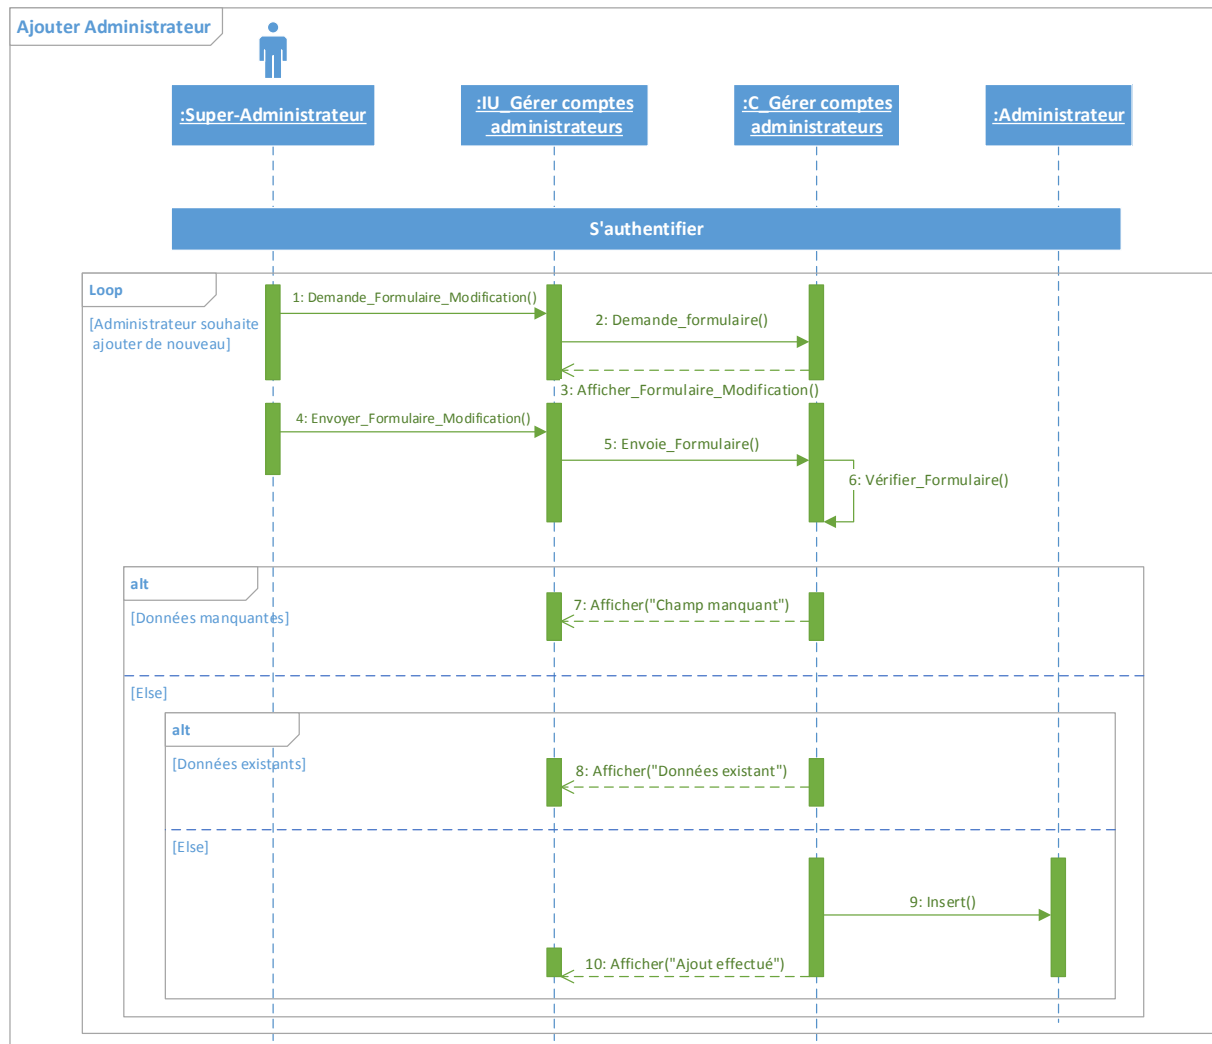 Ajouter Administrateur
:Super-Administrateur
:IU_Gérer comptes
administrateurs
:C_Gérer comptes
administrateurs
:Administrateur
S'authentifier
Loop
[Administrateur souhaite
ajouter de nouveau]
1: Demande_Formulaire_Modification()
2: Demande_formulaire()
3: Afficher_Formulaire_Modification()
4: Envoyer_Formulaire_Modification()
5: Envoie_Formulaire()
6: Vérifier_Formulaire()
alt
[Données manquantes]
7: Afficher("Champ manquant")
[Else]
alt
[Données existants]
8: Afficher("Données existant")
[Else]
9: Insert()
10: Afficher("Ajout effectué")